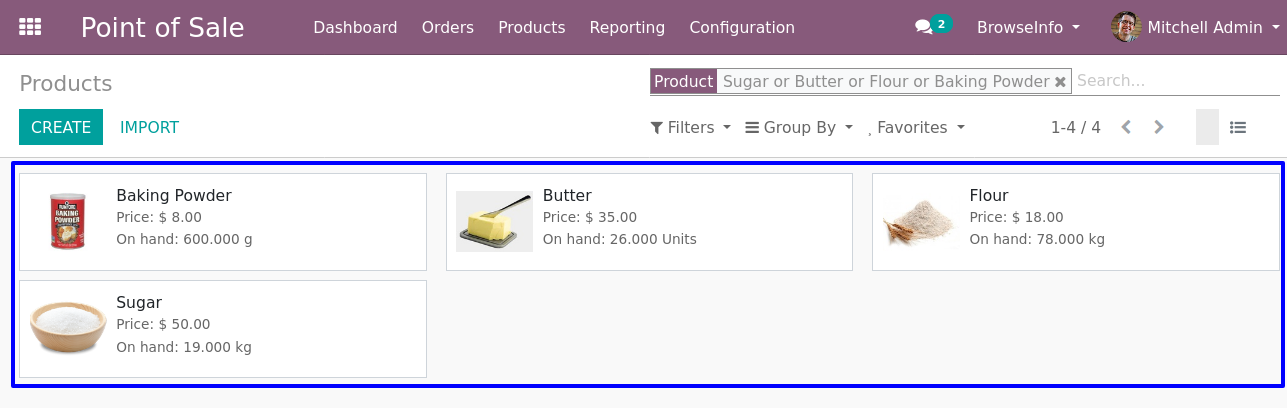 Point of Sale Dashboard Orders Products Reporting Configuration 2 BrowseInfo Mitchell Admin
Products
Product Sugar or Butter or Flour or Baking Powder Search...
CREATE IMPORT Filters Group By Favorites 1-4 / 4
Baking Powder
Price: $ 8.00
On hand: 600.000 g
BAKING
POWDER
Butter
Price: $ 35.00
On hand: 26.000 Units
Flour
Price: $ 18.00
On hand: 78.000 kg
Sugar
Price: $ 50.00
On hand: 19.000 kg